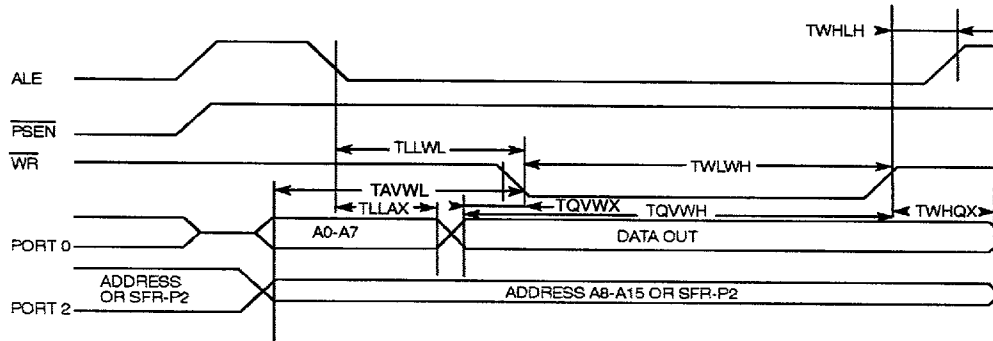 TWHLH
ALE
PSEN
TLLWL
WR
TWLWH
TAVWL
TLLAX
TQVWX
TQVWH
TWHQX
PORT 0
A0-A7
DATA OUT
ADDRESS
OR SFR-P2
ADDRESS A8-A15 OR SFR-P2
PORT 2